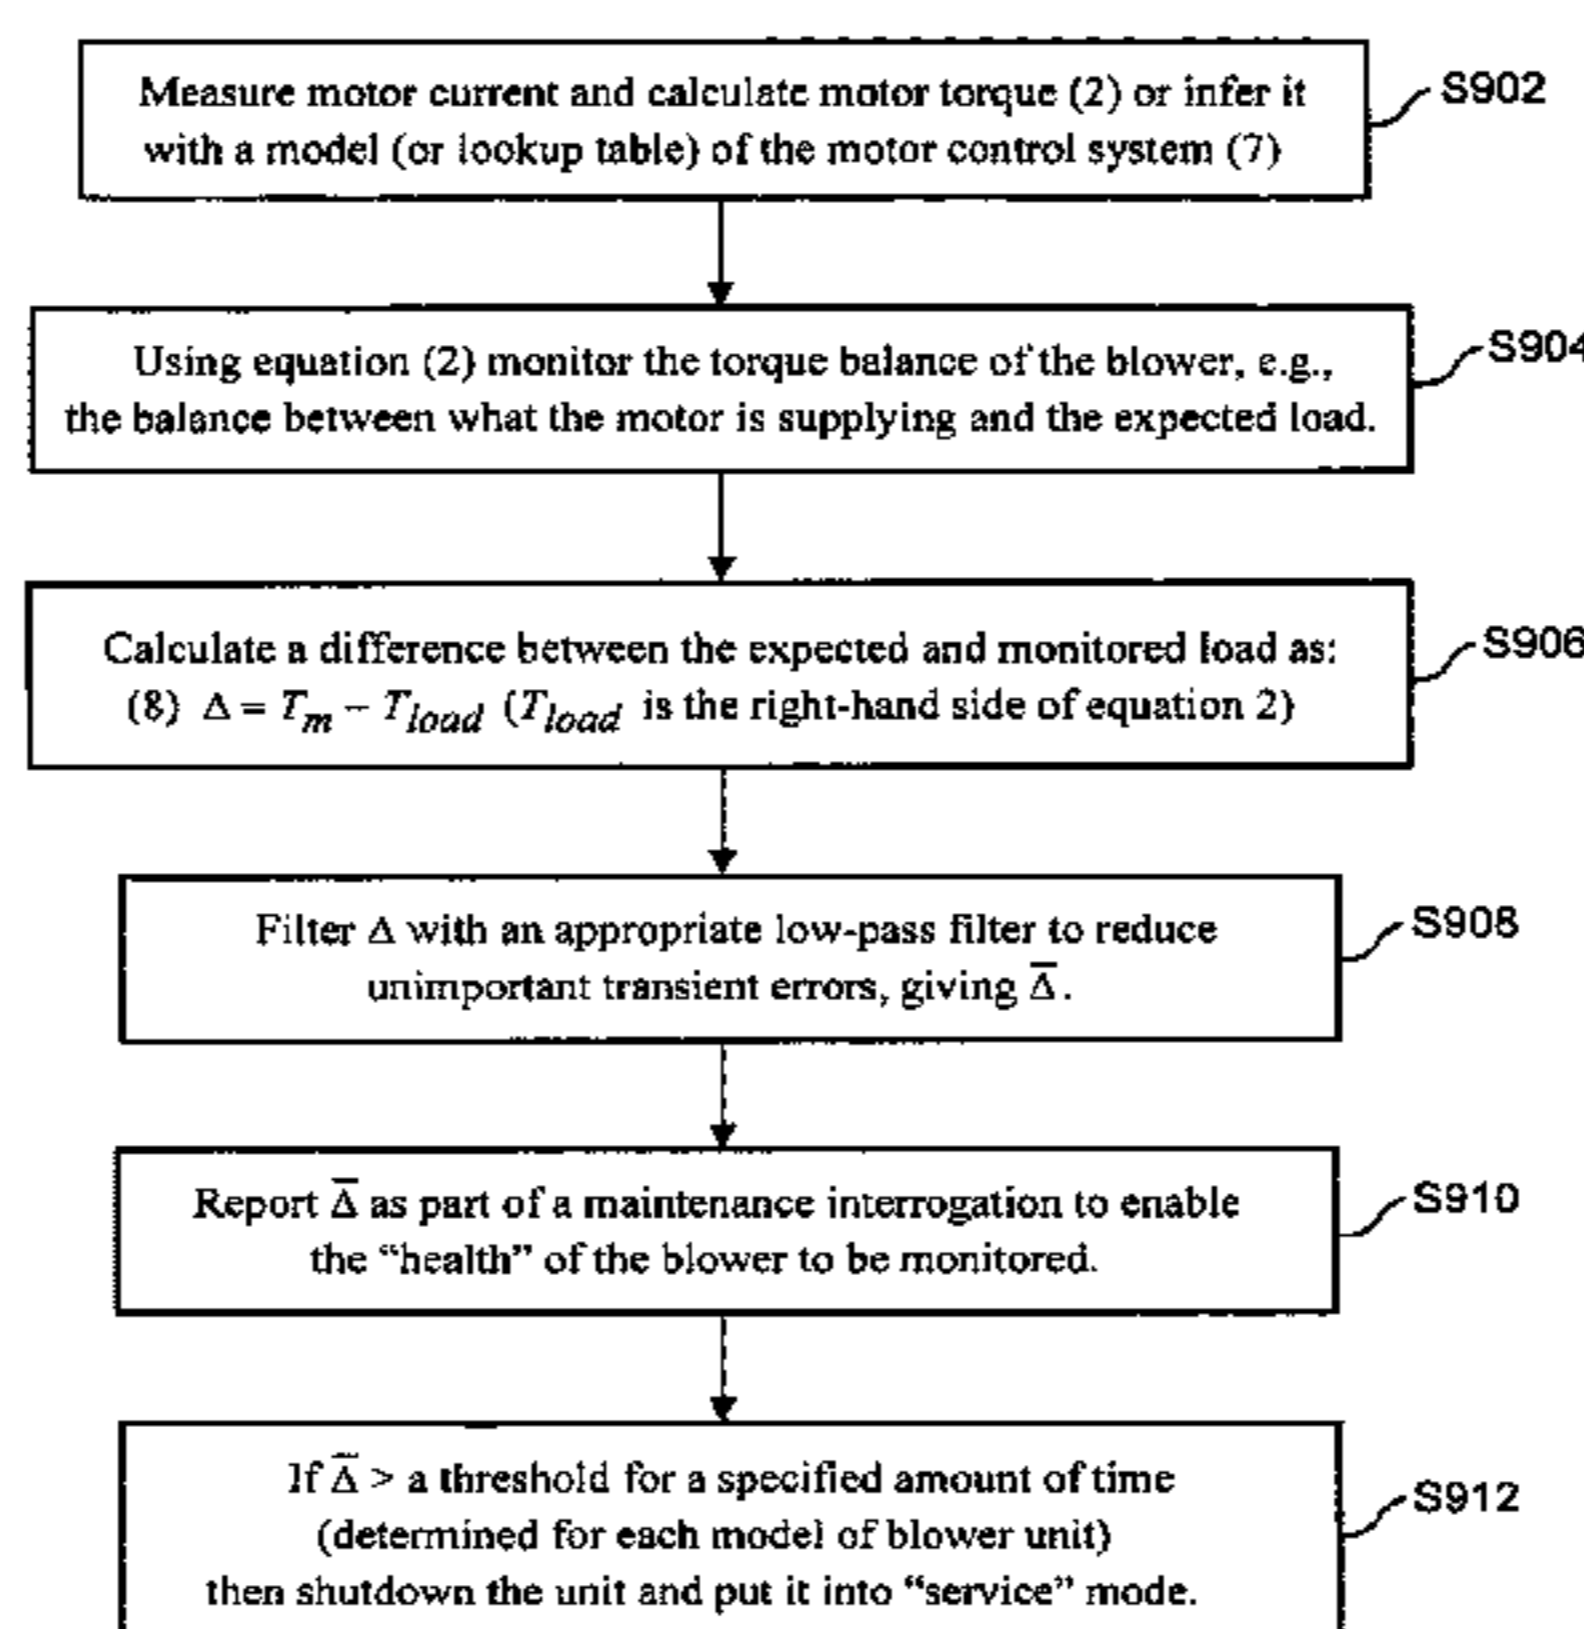 Measure motor current and calculate motor torque (2) or infer it
with a model (or lookup table) of the motor control system (7)
S902
Using equation (2) monitor the torque balance of the blower, e.g.,
the balance between what the motor is supplying and the expected load.
S904
Calculate a difference between the expected and monitored load as:
(8) Δ = T_m − T_load (T_load is the right-hand side of equation 2)
S906
Filter Δ with an appropriate low-pass filter to reduce
unimportant transient errors, giving Δ̅.
S908
Report Δ̅ as part of a maintenance interrogation to enable
the “health” of the blower to be monitored.
S910
If Δ̅ > a threshold for a specified amount of time
(determined for each model of blower unit)
then shutdown the unit and put it into “service” mode.
S912